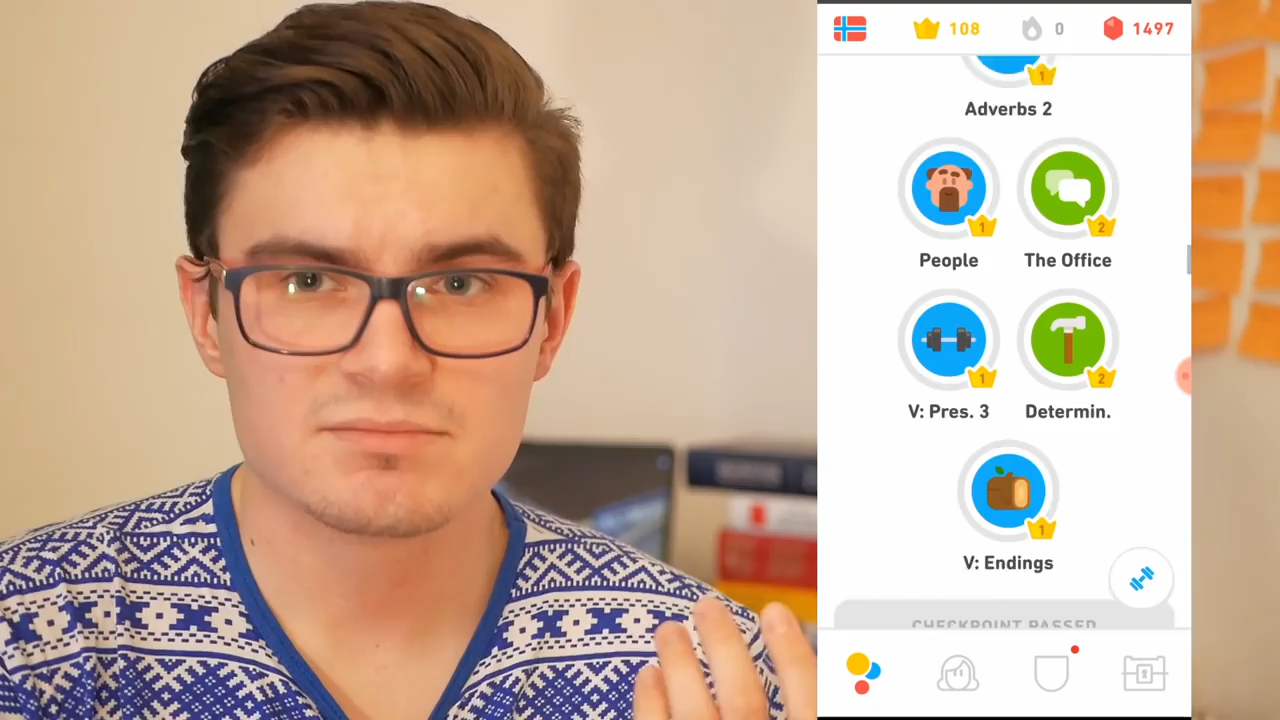 108
0
1497
1
Adverbs 2
1
2
People
The Office
1
2
V: Pres. 3
Determin.
1
V: Endings
CHECKPOINT PASSED